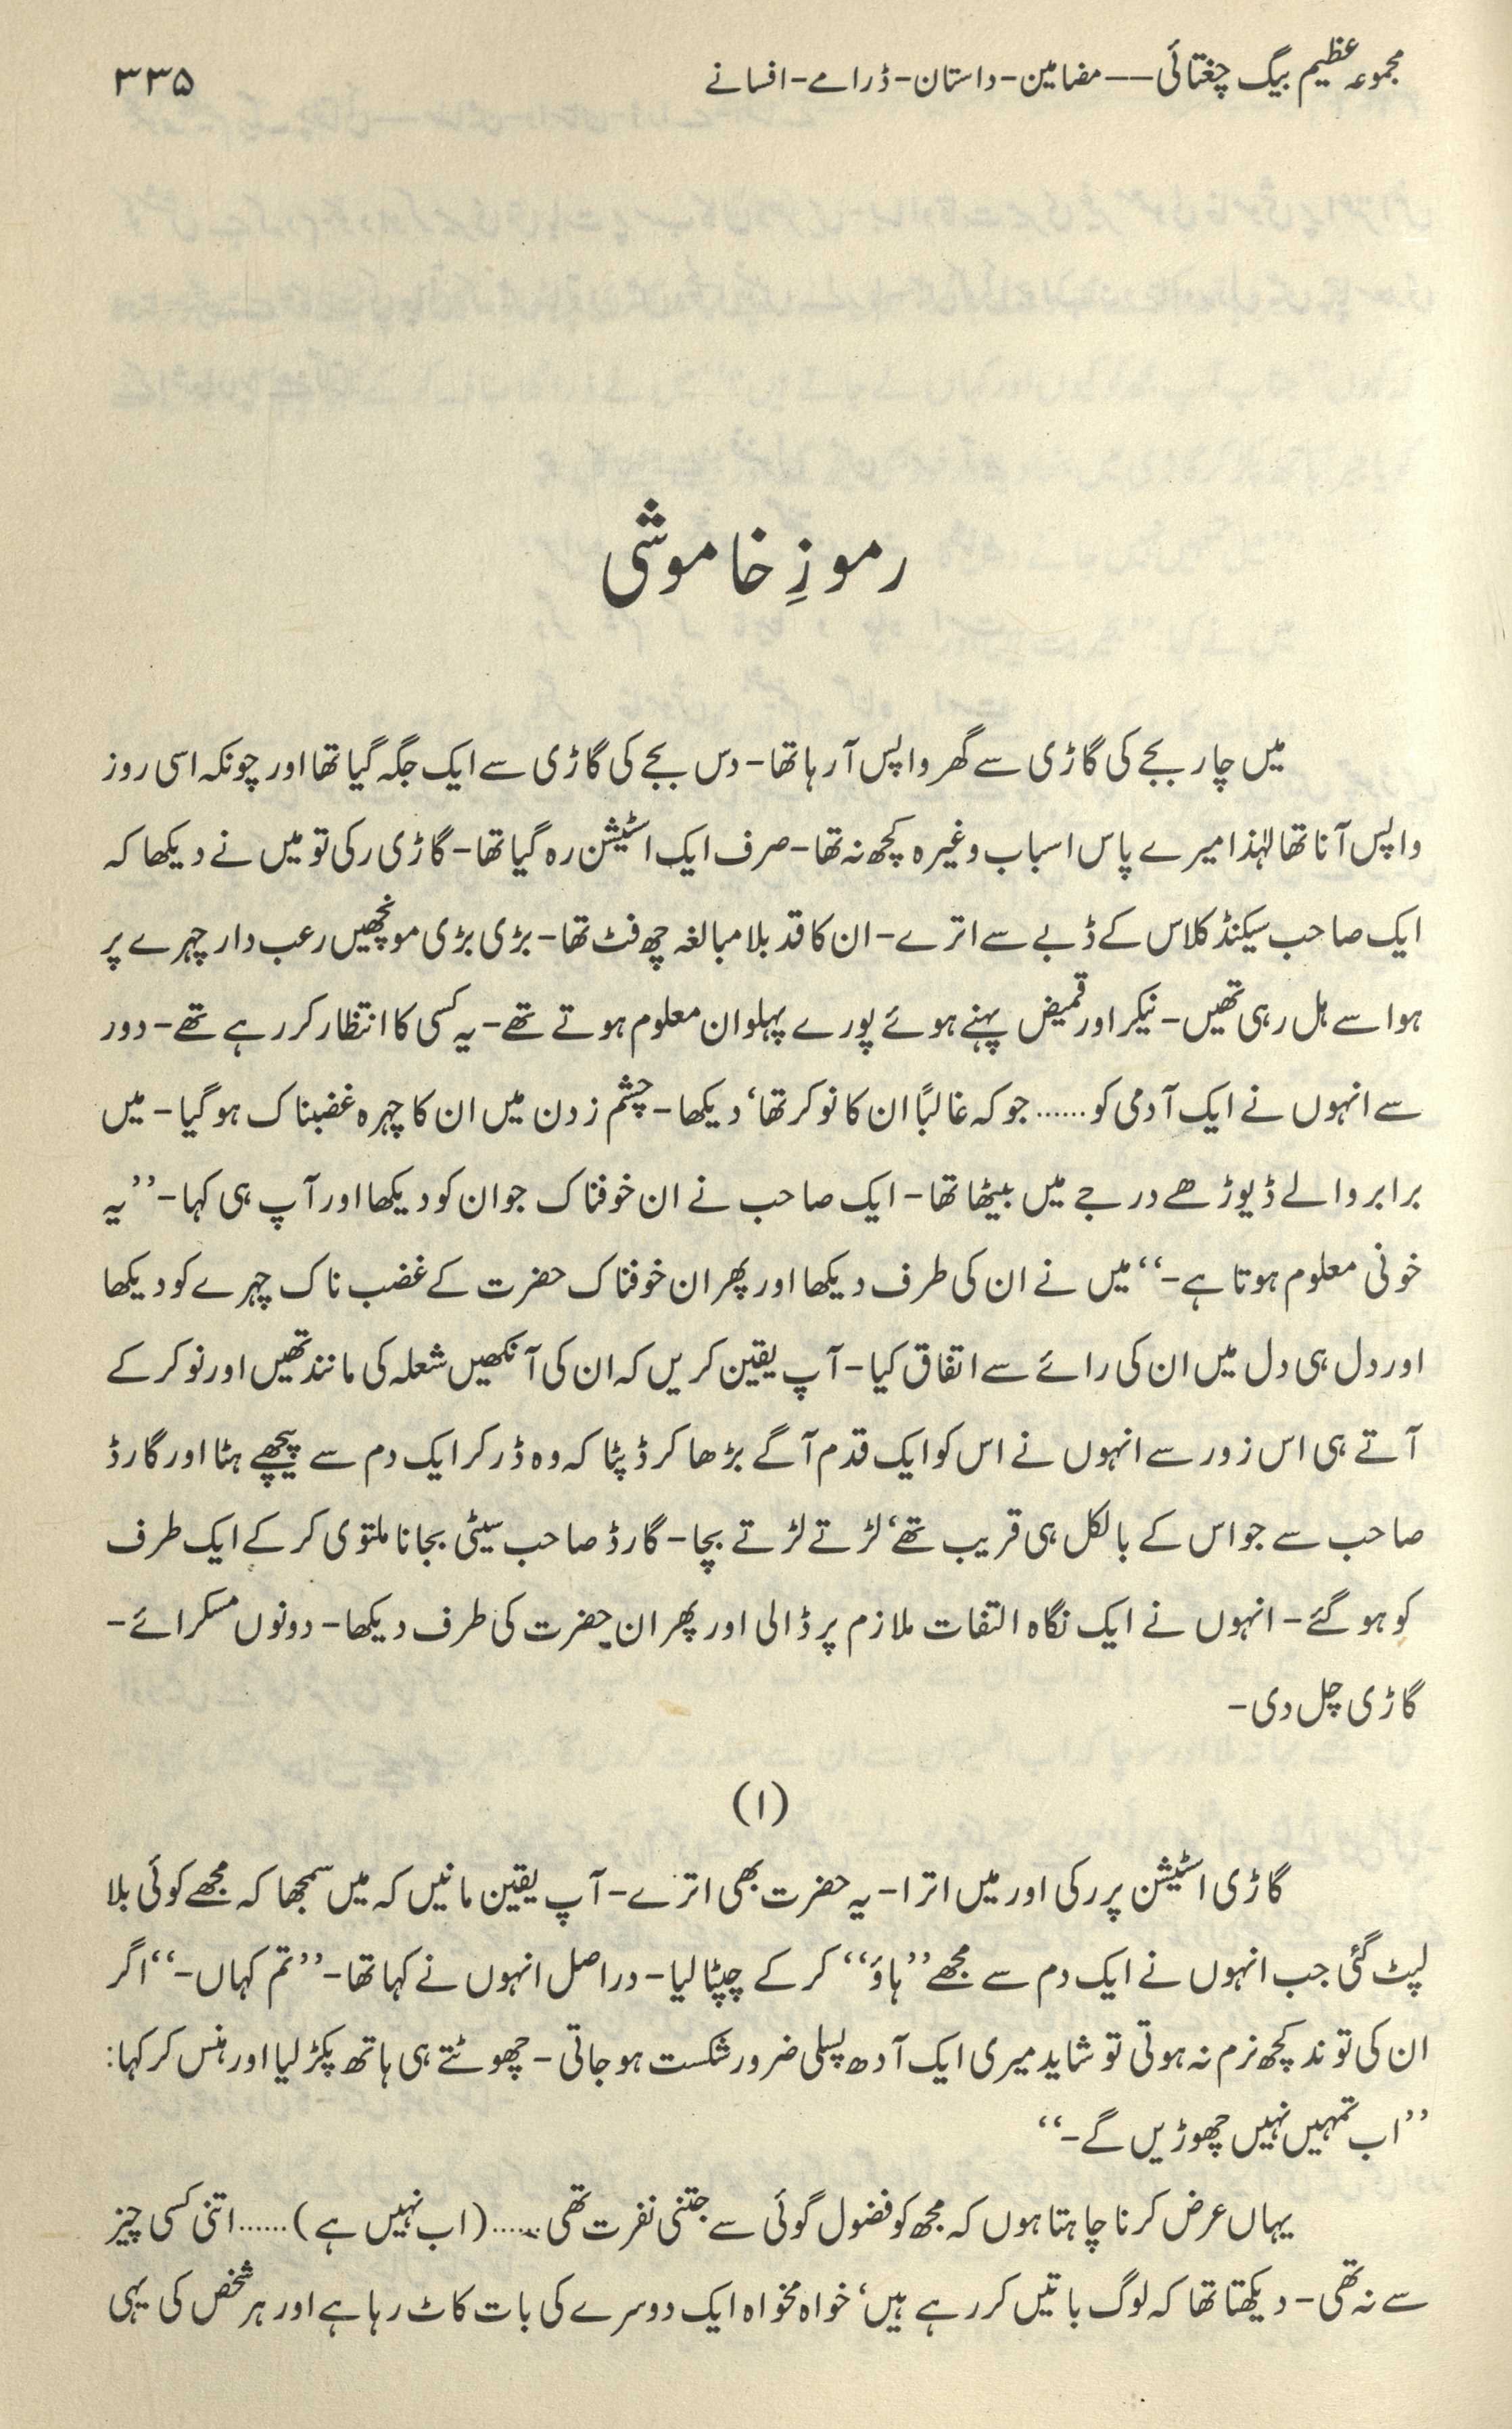 مجموعہ عظیم بیگ چغتائی — مضامین - داستان - ڈرامے - افسانے ۳۳۵
رموزِ خاموشی
میں چار بجے کی گاڑی سے گھر واپس آ رہا تھا- دس بجے کی گاڑی سے ایک جگہ گیا تھا اور چونکہ اسی روز
واپس آنا تھا لہٰذا میرے پاس اسباب وغیرہ کچھ نہ تھا- صرف ایک اسٹیشن رہ گیا تھا- گاڑی رکی تو میں نے دیکھا کہ
ایک صاحب سیکنڈ کلاس کے ڈبے سے اترے- ان کا قد بلا مبالغہ چھ فٹ تھا- بڑی بڑی مونچھیں رعب دار چہرے پر
ہوا سے ہل رہی تھیں- نیکر اور قمیض پہنے ہوئے پورے پہلوان معلوم ہوتے تھے- یہ کسی کا انتظار کر رہے تھے- دور
سے انہوں نے ایک آدمی کو...... جو کہ غالباً ان کا نوکر تھا‘ دیکھا- چشم زدن میں ان کا چہرہ غضبناک ہو گیا- میں
برابر والے ڈیوڑھے درجے میں بیٹھا تھا- ایک صاحب نے ان خوفناک جوان کو دیکھا اور آپ ہی کہا- ’’یہ
خونی معلوم ہوتا ہے-‘‘ میں نے ان کی طرف دیکھا اور پھر ان خوفناک حضرت کے غضب ناک چہرے کو دیکھا
اور دل ہی دل میں ان کی رائے سے اتفاق کیا- آپ یقین کریں کہ ان کی آنکھیں شعلہ کی مانند تھیں اور نوکر کے
آتے ہی اس زور سے انہوں نے اس کو ایک قدم آگے بڑھا کر ڈپٹا کہ وہ ڈر کر ایک دم سے پیچھے ہٹا اور گارڈ
صاحب سے جو اس کے بالکل ہی قریب تھے‘ لڑتے لڑتے بچا- گارڈ صاحب سیٹی بجانا ملتوی کر کے ایک طرف
کو ہو گئے- انہوں نے ایک نگاہ التفات ملازم پر ڈالی اور پھر ان حضرت کی طرف دیکھا- دونوں مسکرائے-
گاڑی چل دی-
(۱)
گاڑی اسٹیشن پر رکی اور میں اترا- یہ حضرت بھی اترے- آپ یقین مانیں کہ میں سمجھا کہ مجھے کوئی بلا
لپٹ گئی جب انہوں نے ایک دم سے مجھے ’’ہاؤ‘‘ کر کے چپٹا لیا- دراصل انہوں نے کہا تھا- ’’تم کہاں-‘‘ اگر
ان کی توند کچھ نرم نہ ہوتی تو شاید میری ایک آدھ پسلی ضرور شکست ہو جاتی- چھوٹتے ہی ہاتھ پکڑ لیا اور ہنس کر کہا:
’’اب تمہیں نہیں چھوڑیں گے-‘‘
یہاں عرض کرنا چاہتا ہوں کہ مجھ کو فضول گوئی سے جتنی نفرت تھی...... (اب نہیں ہے)...... اتنی کسی چیز
سے نہ تھی- دیکھتا تھا کہ لوگ باتیں کر رہے ہیں‘ خواہ مخواہ ایک دوسرے کی بات کاٹ رہا ہے اور ہر شخص کی یہی